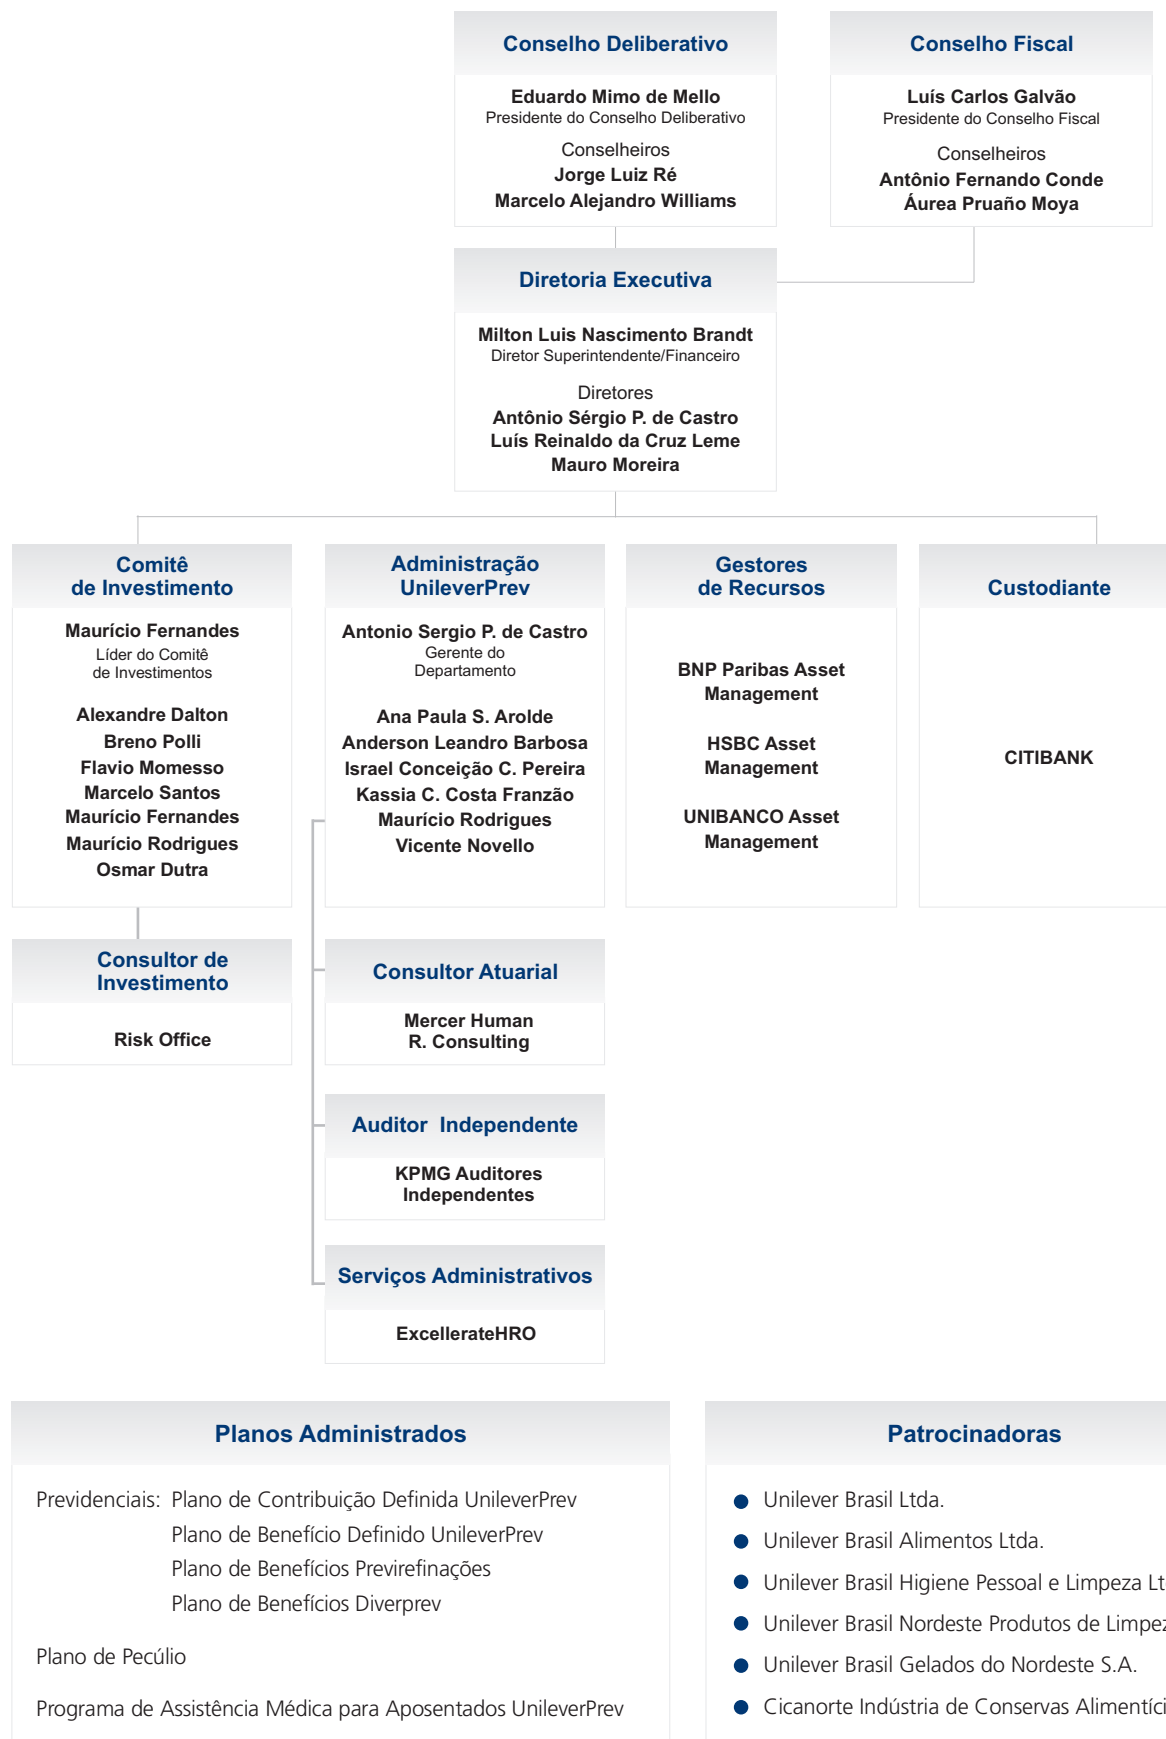 Conselho Deliberativo
Eduardo Mimo de Mello
Presidente do Conselho Deliberativo
Conselheiros
Jorge Luiz Ré
Marcelo Alejandro Williams
Conselho Fiscal
Luís Carlos Galvão
Presidente do Conselho Fiscal
Conselheiros
Antônio Fernando Conde
Áurea Pruaño Moya
Diretoria Executiva
Milton Luis Nascimento Brandt
Diretor Superintendente/Financeiro
Diretores
Antônio Sérgio P. de Castro
Luís Reinaldo da Cruz Leme
Mauro Moreira
Comitê
de Investimento
Maurício Fernandes
Líder do Comitê
de Investimentos
Alexandre Dalton
Breno Polli
Flavio Momesso
Marcelo Santos
Maurício Fernandes
Maurício Rodrigues
Osmar Dutra
Administração
UnileverPrev
Antonio Sergio P. de Castro
Gerente do
Departamento
Ana Paula S. Arolde
Anderson Leandro Barbosa
Israel Conceição C. Pereira
Kassia C. Costa Franzão
Maurício Rodrigues
Vicente Novello
Gestores
de Recursos
BNP Paribas Asset
Management
HSBC Asset
Management
UNIBANCO Asset
Management
Custodiante
CITIBANK
Consultor de
Investimento
Risk Office
Consultor Atuarial
Mercer Human
R. Consulting
Auditor Independente
KPMG Auditores
Independentes
Serviços Administrativos
ExcellerateHRO
Planos Administrados
Previdenciais: Plano de Contribuição Definida UnileverPrev
Plano de Benefício Definido UnileverPrev
Plano de Benefícios Previrefinações
Plano de Benefícios Diverprev
Plano de Pecúlio
Programa de Assistência Médica para Aposentados UnileverPrev
Patrocinadoras
● Unilever Brasil Ltda.
● Unilever Brasil Alimentos Ltda.
● Unilever Brasil Higiene Pessoal e Limpeza Lt
● Unilever Brasil Nordeste Produtos de Limpez
● Unilever Brasil Gelados do Nordeste S.A.
● Cicanorte Indústria de Conservas Alimentíci